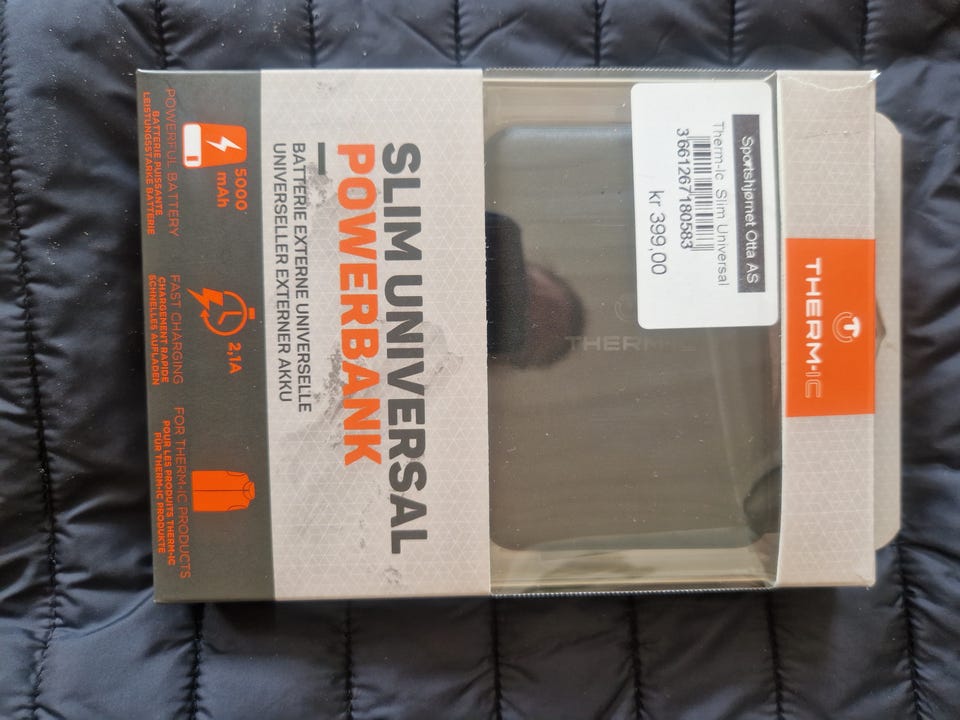 THERM-IC
Sportshjørnet Otta AS
Therm-Ic Slim Universal
3661267180583
kr 399,00
THERM
SLIM UNIVERSAL
POWERBANK
BATTERIE EXTERNE UNIVERSELLE
UNIVERSELLER EXTERNER AKKU
5000
mAh
POWERFUL BATTERY
BATTERIE PUISSANTE
LEISTUNGSSTARKE BATTERIE
2,1A
FAST CHARGING
CHARGEMENT RAPIDE
SCHNELLES AUFLADEN
FOR THERM-IC PRODUCTS
POUR LES PRODUITS THERM-IC
FÜR THERM-IC PRODUKTE